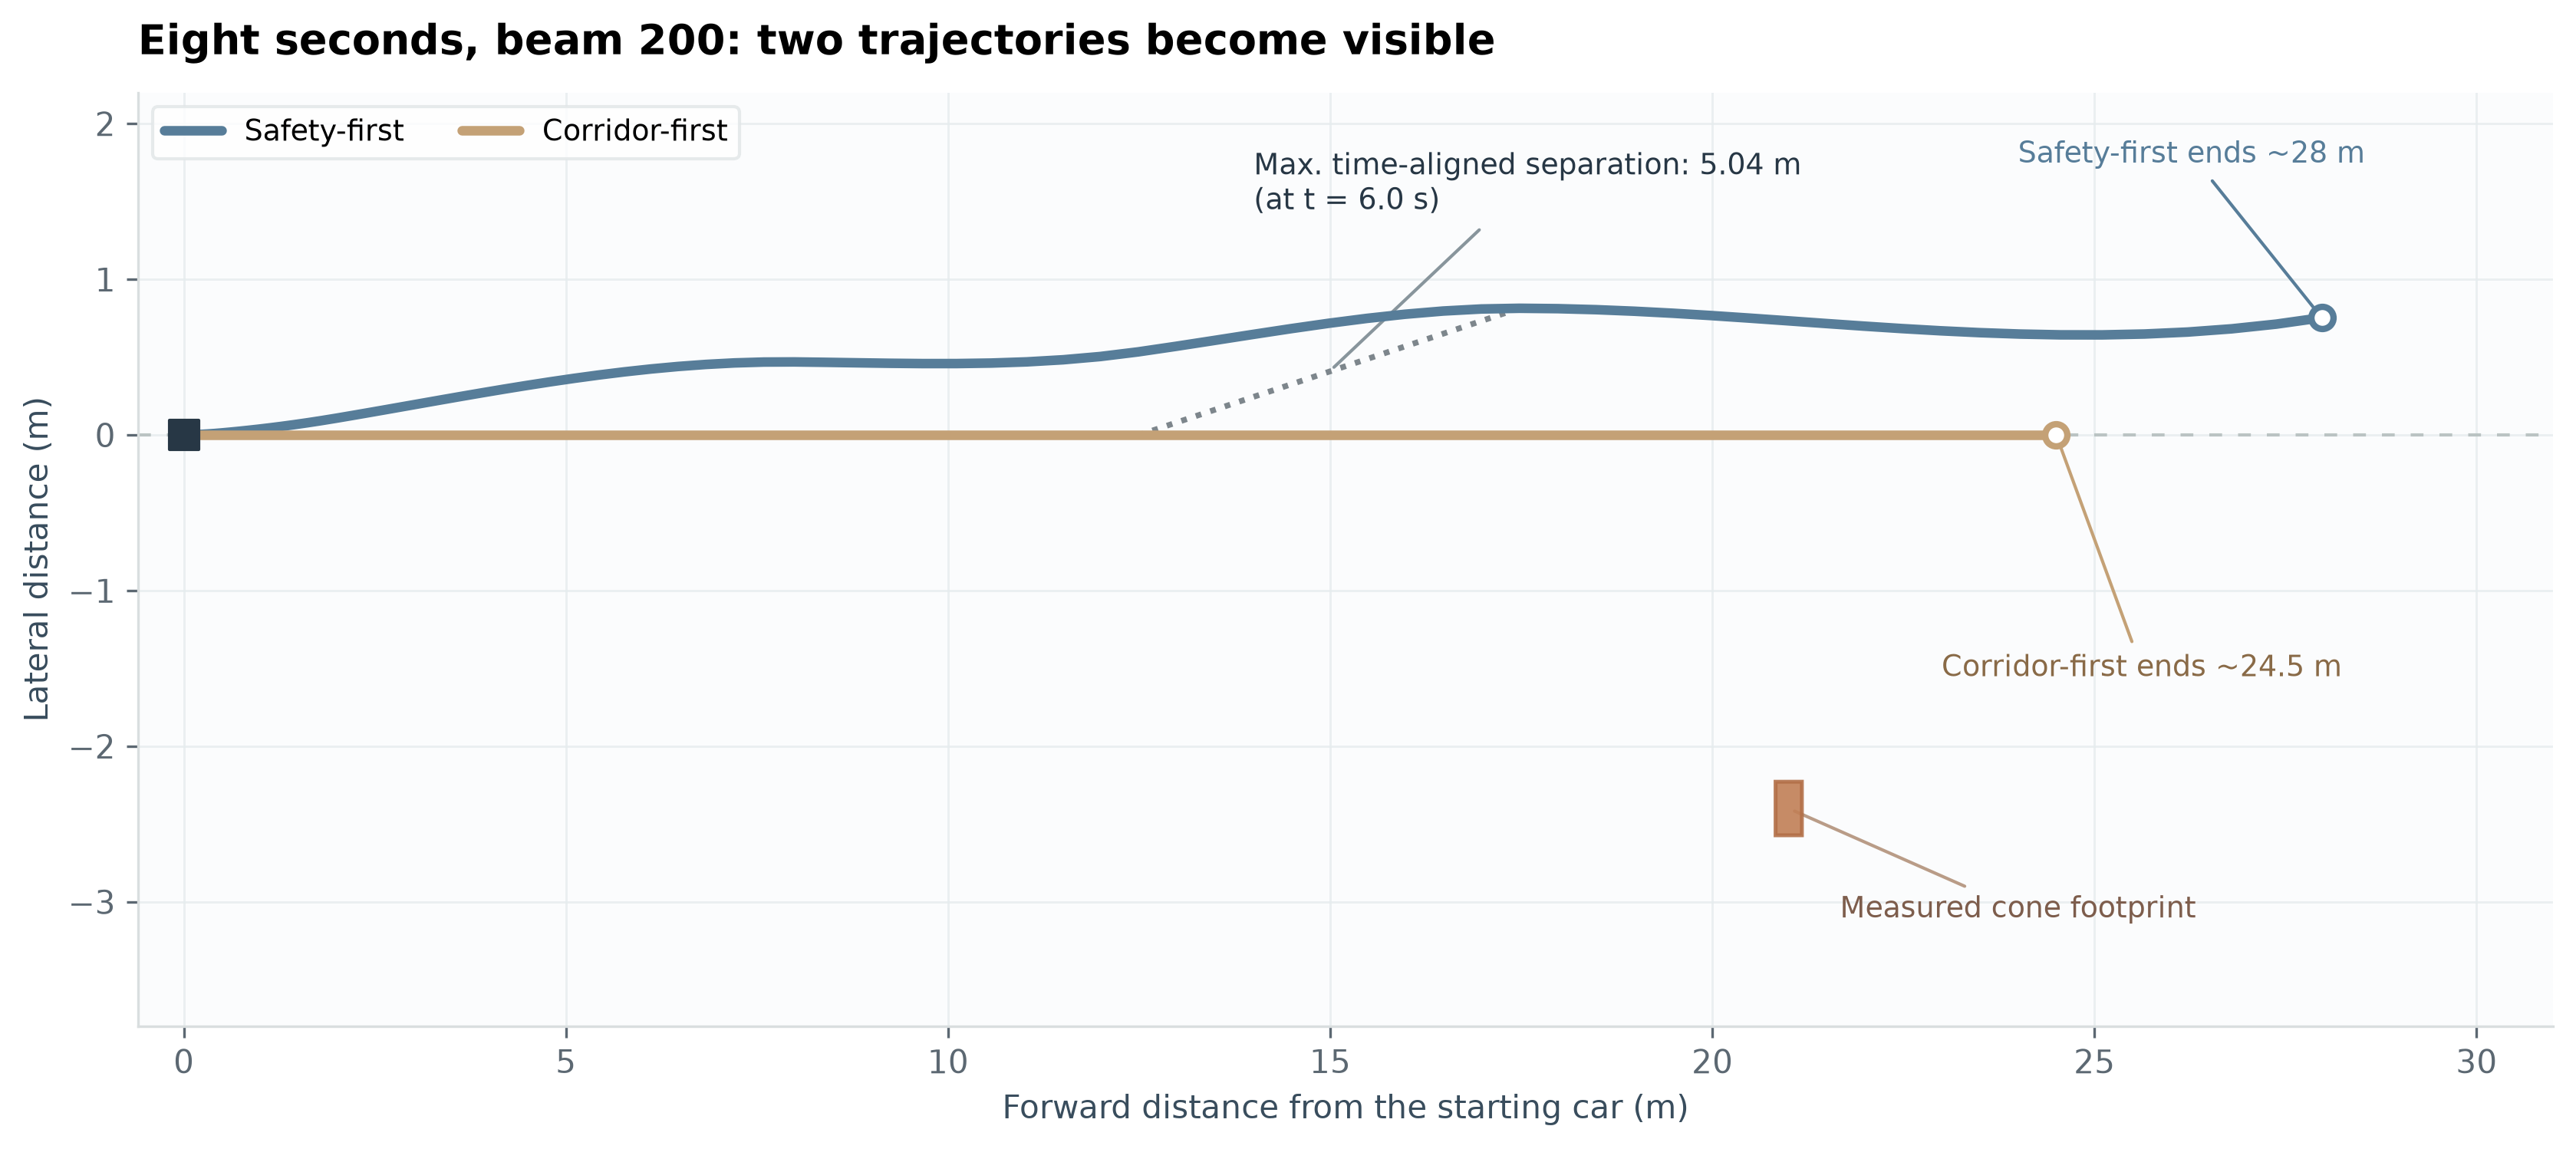 Eight seconds, beam 200: two trajectories become visible
Safety-first
Corridor-first
Max. time-aligned separation: 5.04 m
(at t = 6.0 s)
Safety-first ends ~28 m
Corridor-first ends ~24.5 m
Measured cone footprint
Lateral distance (m)
2
1
0
−1
−2
−3
0 5 10 15 20 25 30
Forward distance from the starting car (m)